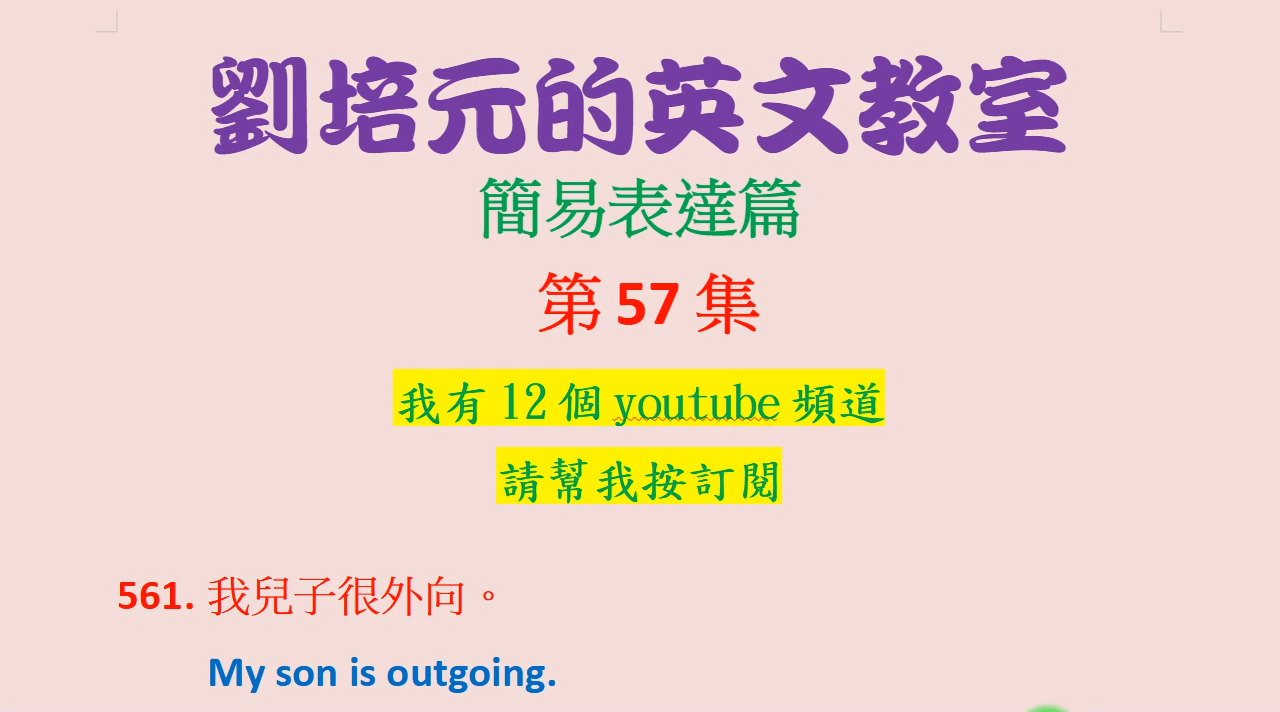 劉培元的英文教室
簡易表達篇
第 57 集
我有 12 個 youtube 頻道
請幫我按訂閱
561. 我兒子很外向。
My son is outgoing.